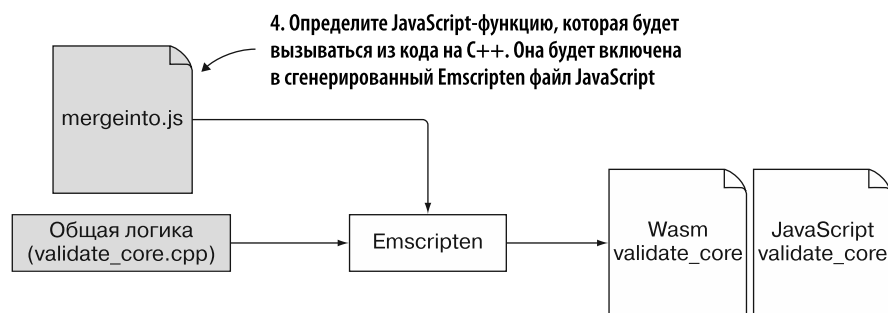 4. Определите JavaScript-функцию, которая будет
вызываться из кода на C++. Она будет включена
в сгенерированный Emscripten файл JavaScript
mergeinto.js
Общая логика
(validate_core.cpp)
Emscripten
Wasm
validate_core
JavaScript
validate_core